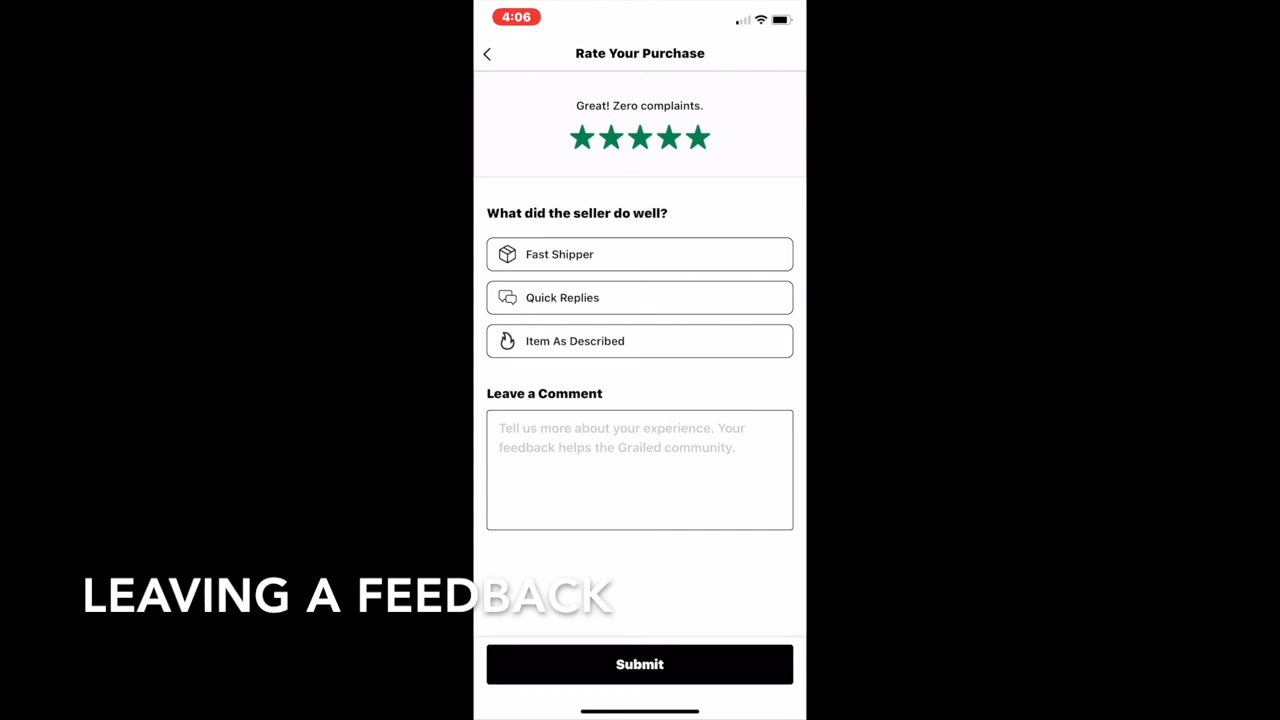 4:06
Rate Your Purchase
Great! Zero complaints.
What did the seller do well?
Fast Shipper
Quick Replies
Item As Described
Leave a Comment
Tell us more about your experience. Your
feedback helps the Grailed community.
LEAVING A FEEDBACK
Submit